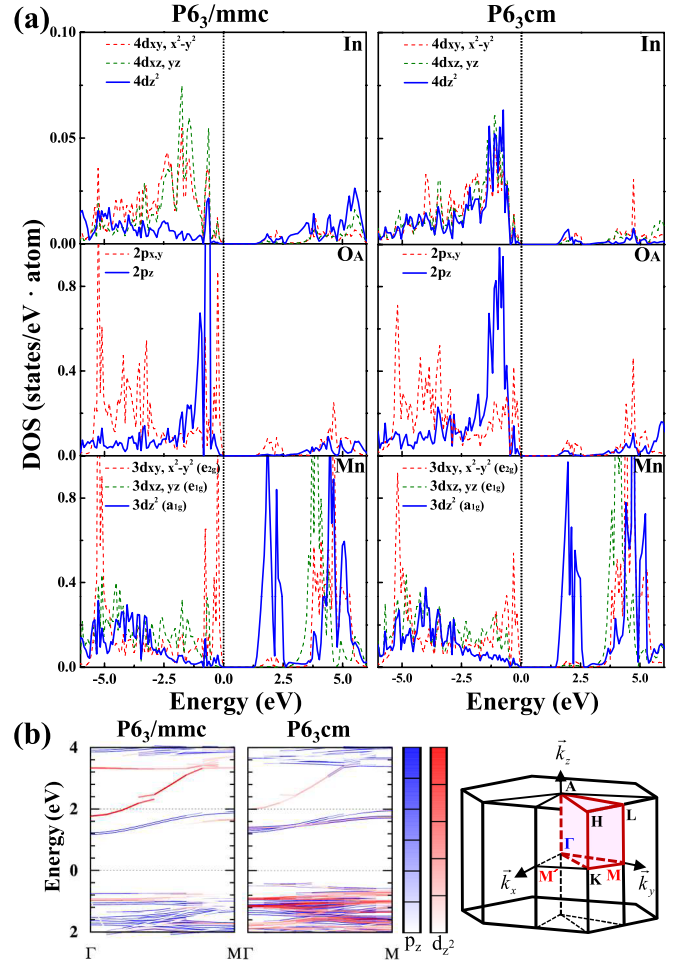 (a)
P6₃/mmc
P6₃cm
0.10
In
4dxy, x²-y²
4dxz, yz
4dz²
In
4dxy, x²-y²
4dxz, yz
4dz²
0.05
0.00
OA
2px,y
2pz
OA
2px,y
2pz
0.8
0.4
0.0
Mn
3dxy, x²-y² (e₂g)
3dxz, yz (e₁g)
3dz² (a₁g)
Mn
3dxy, x²-y² (e₂g)
3dxz, yz (e₁g)
3dz² (a₁g)
0.8
0.4
0.0
DOS (states/eV · atom)
-5.0 -2.5 0.0 2.5 5.0
-5.0 -2.5 0.0 2.5 5.0
Energy (eV)
Energy (eV)
(b)
P6₃/mmc
P6₃cm
4
2
0
2
Energy (eV)
Γ
M
Γ
M
pz
dz²
k⃗z
A
H
L
Γ
M
K
M
k⃗x
k⃗y